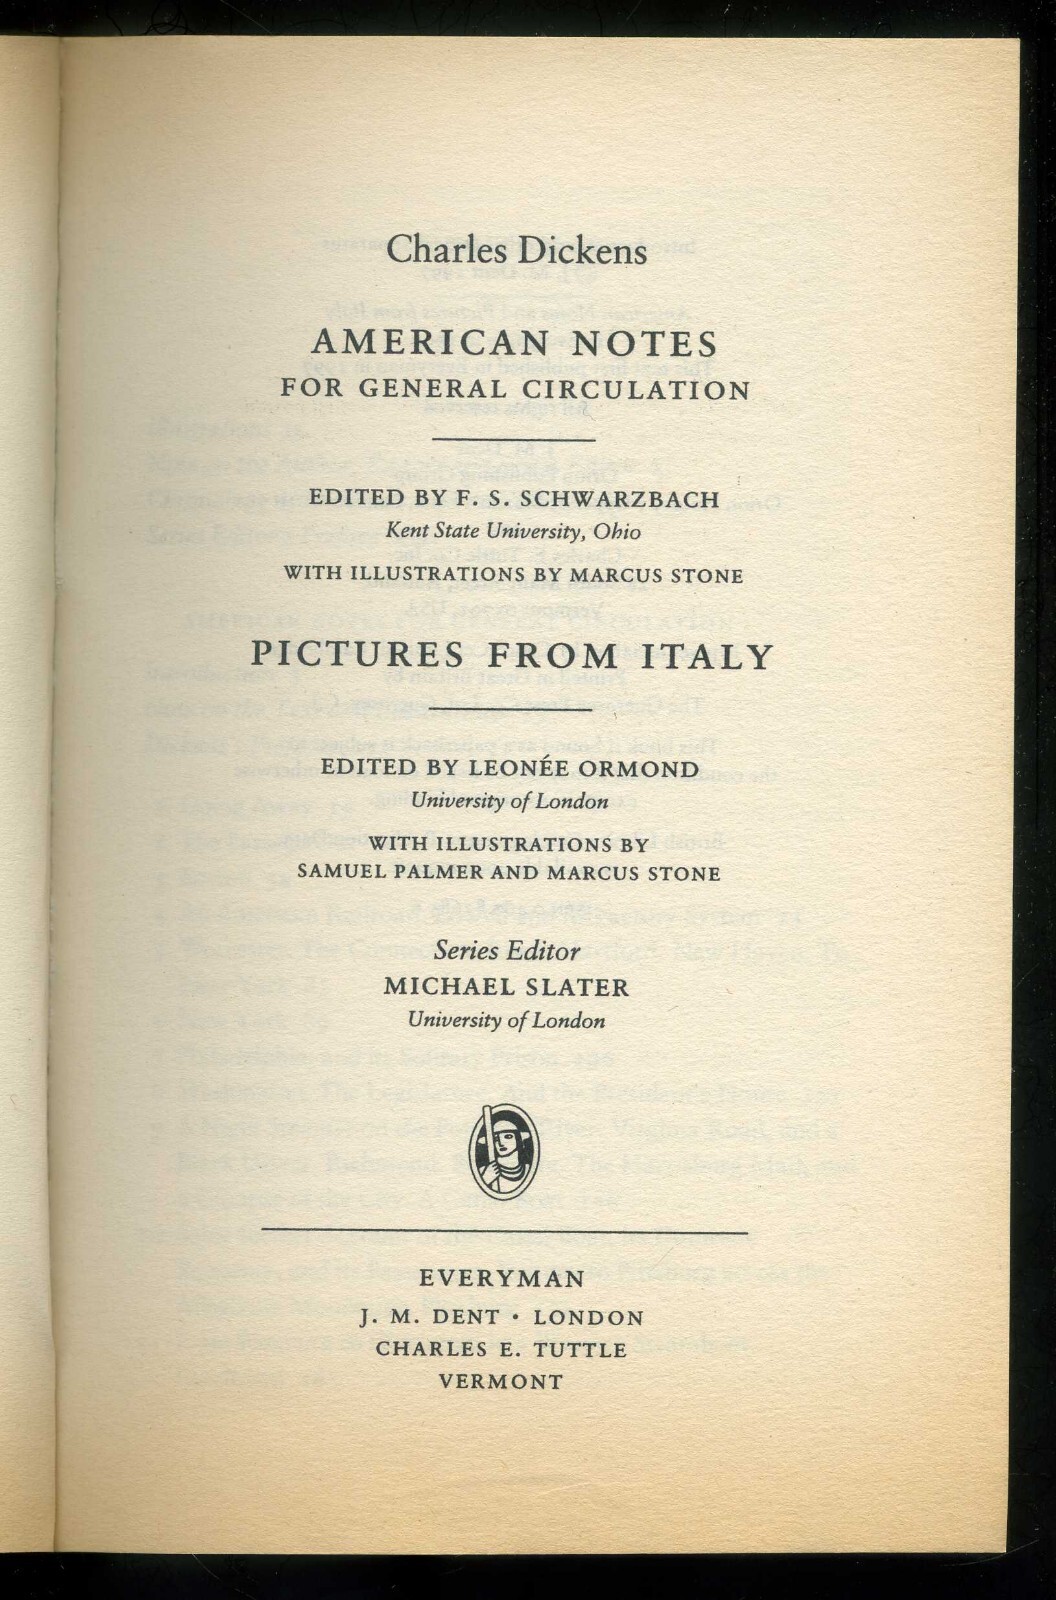 Charles Dickens
AMERICAN NOTES
FOR GENERAL CIRCULATION
EDITED BY F. S. SCHWARZBACH
Kent State University, Ohio
WITH ILLUSTRATIONS BY MARCUS STONE
PICTURES FROM ITALY
EDITED BY LEONÉE ORMOND
University of London
WITH ILLUSTRATIONS BY
SAMUEL PALMER AND MARCUS STONE
Series Editor
MICHAEL SLATER
University of London
EVERYMAN
J. M. DENT · LONDON
CHARLES E. TUTTLE
VERMONT